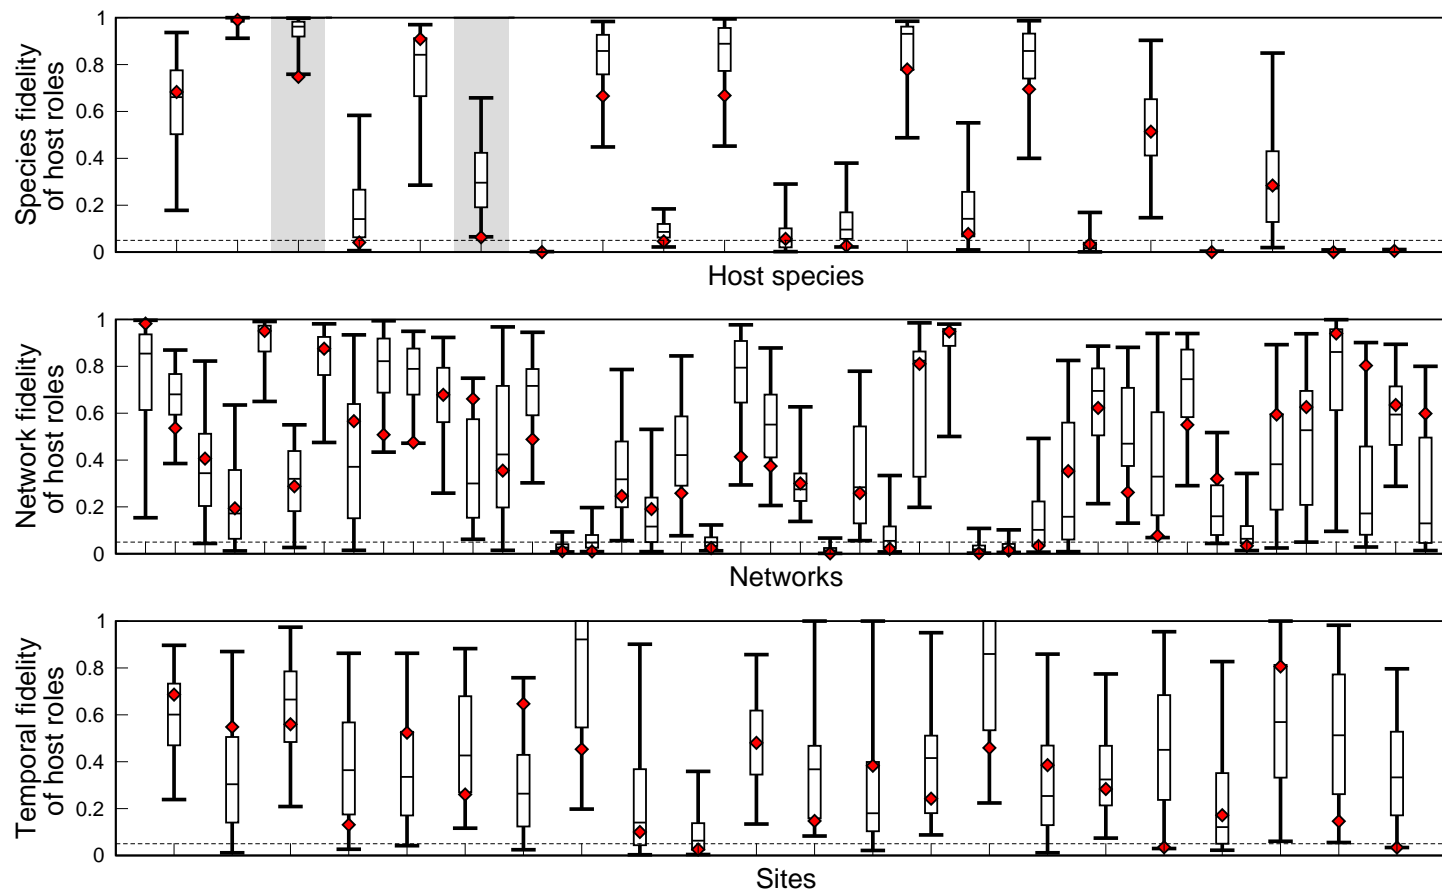 Species fidelity
of host roles
1
0.8
0.6
0.4
0.2
0
Host species
Network fidelity
of host roles
1
0.8
0.6
0.4
0.2
0
Networks
Temporal fidelity
of host roles
1
0.8
0.6
0.4
0.2
0
Sites